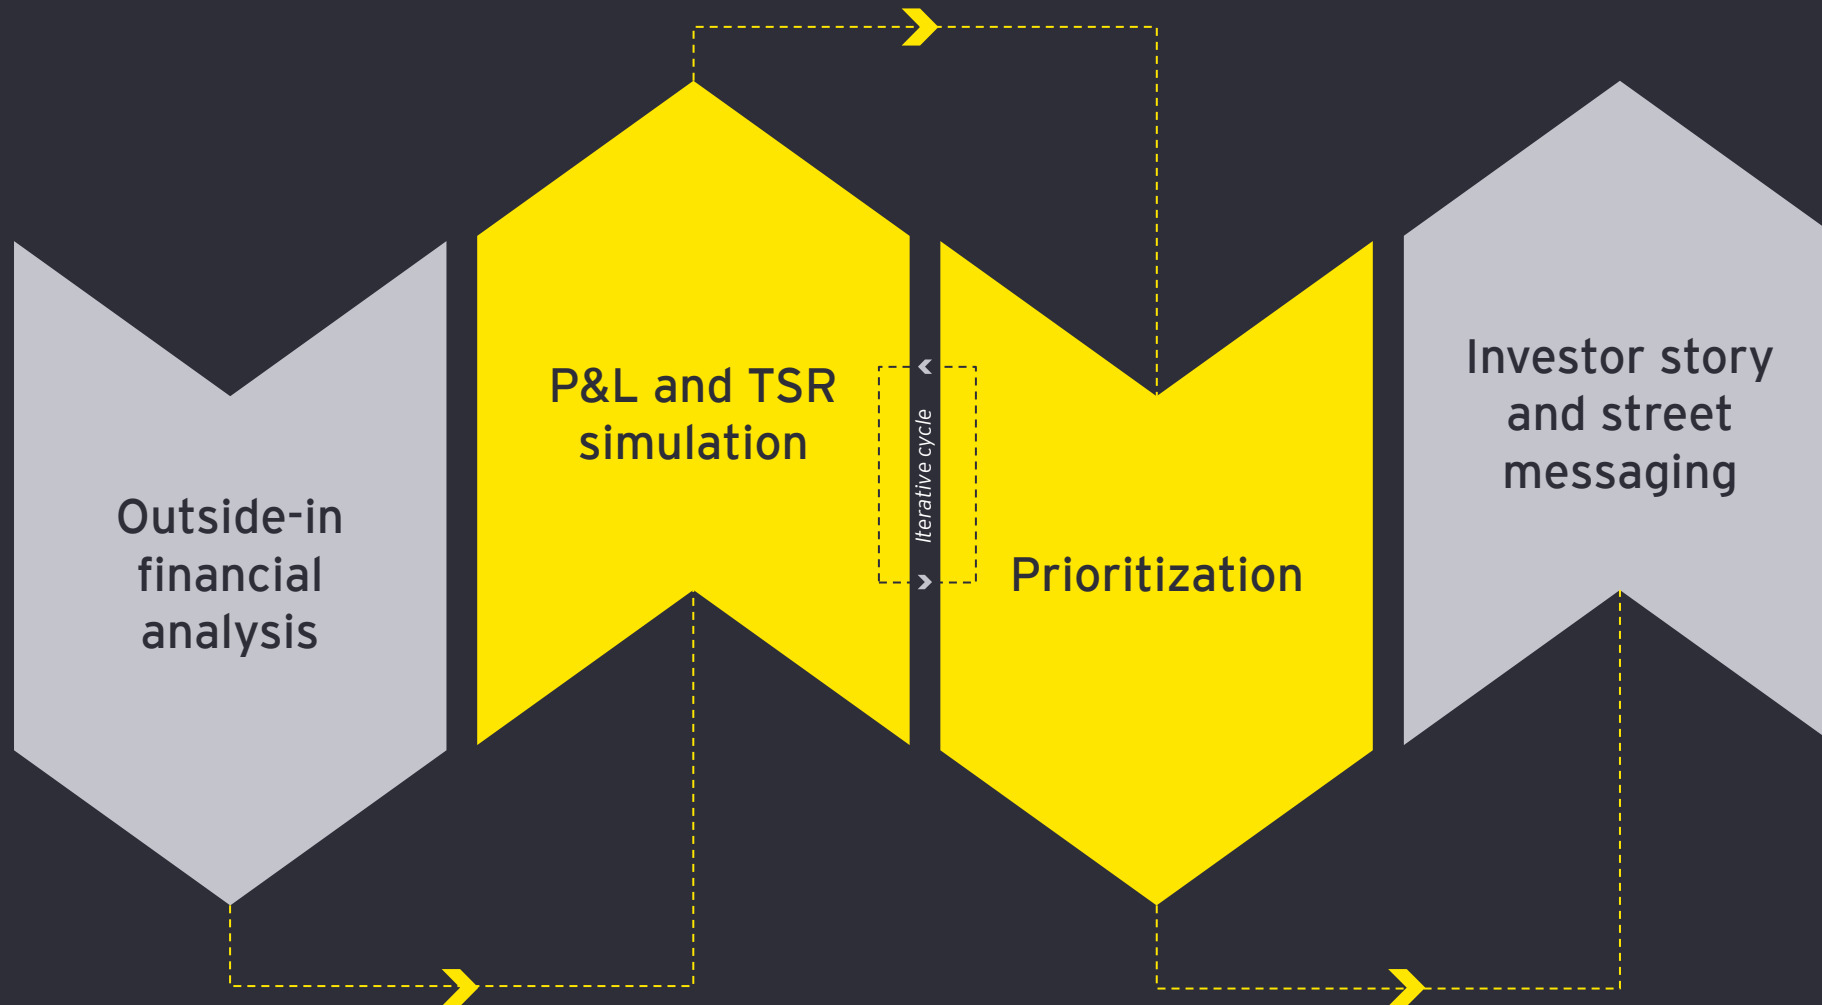 Outside-in
financial
analysis
P&L and TSR
simulation
Iterative cycle
Prioritization
Investor story
and street
messaging